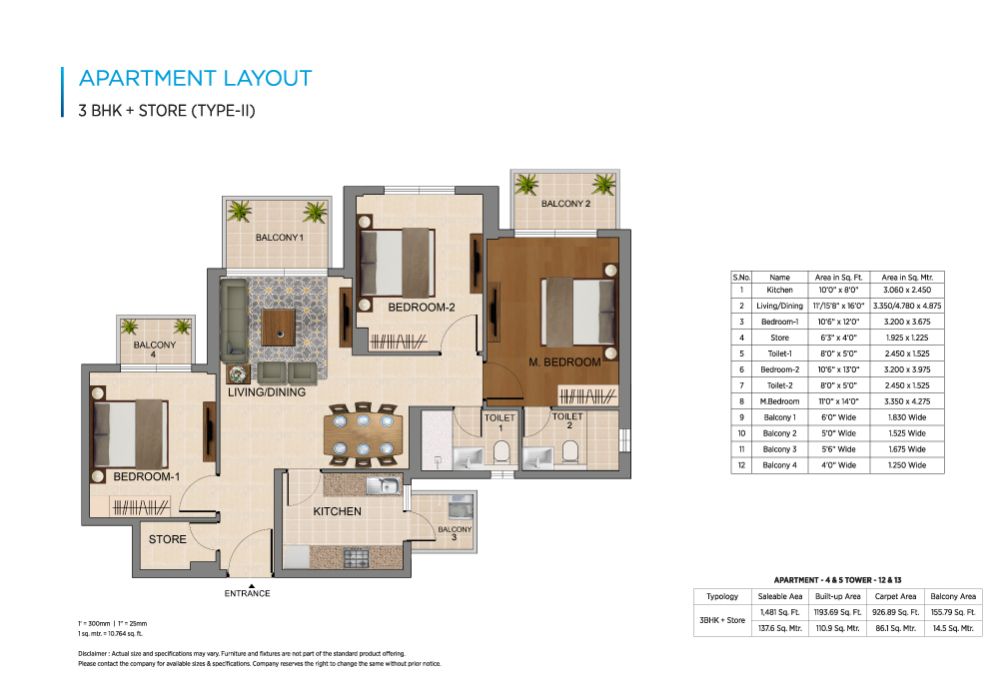 APARTMENT LAYOUT
3 BHK + STORE (TYPE-II)
BALCONY 1
BALCONY 2
BEDROOM-2
BALCONY
4
M. BEDROOM
LIVING/DINING
TOILET
1
TOILET
2
BEDROOM-1
KITCHEN
BALCONY
3
STORE
ENTRANCE
S.No. Name Area in Sq. Ft. Area in Sq. Mtr.
1 Kitchen 10'0" x 8'0" 3.060 x 2.450
2 Living/Dining 11'/15'8" x 16'0" 3.350/4.780 x 4.875
3 Bedroom-1 10'6" x 12'0" 3.200 x 3.675
4 Store 6'3" x 4'0" 1.925 x 1.225
5 Toilet-1 8'0" x 5'0" 2.450 x 1.525
6 Bedroom-2 10'6" x 13'0" 3.200 x 3.975
7 Toilet-2 8'0" x 5'0" 2.450 x 1.525
8 M.Bedroom 11'0" x 14'0" 3.350 x 4.275
9 Balcony 1 6'0" Wide 1.830 Wide
10 Balcony 2 5'0" Wide 1.525 Wide
11 Balcony 3 5'6" Wide 1.675 Wide
12 Balcony 4 4'0" Wide 1.250 Wide
APARTMENT - 4 & 5 TOWER - 12 & 13
Typology Saleable Aea Built-up Area Carpet Area Balcony Area
3BHK + Store 1,481 Sq. Ft. 1193.69 Sq. Ft. 926.89 Sq. Ft. 155.79 Sq. Ft.
137.6 Sq. Mtr. 110.9 Sq. Mtr. 86.1 Sq. Mtr. 14.5 Sq. Mtr.
1' = 300mm | 1" = 25mm
1 sq. mtr. = 10.764 sq. ft.
Disclaimer : Actual size and specifications may vary. Furniture and fixtures are not part of the standard product offering.
Please contact the company for available sizes & specifications. Company reserves the right to change the same without prior notice.